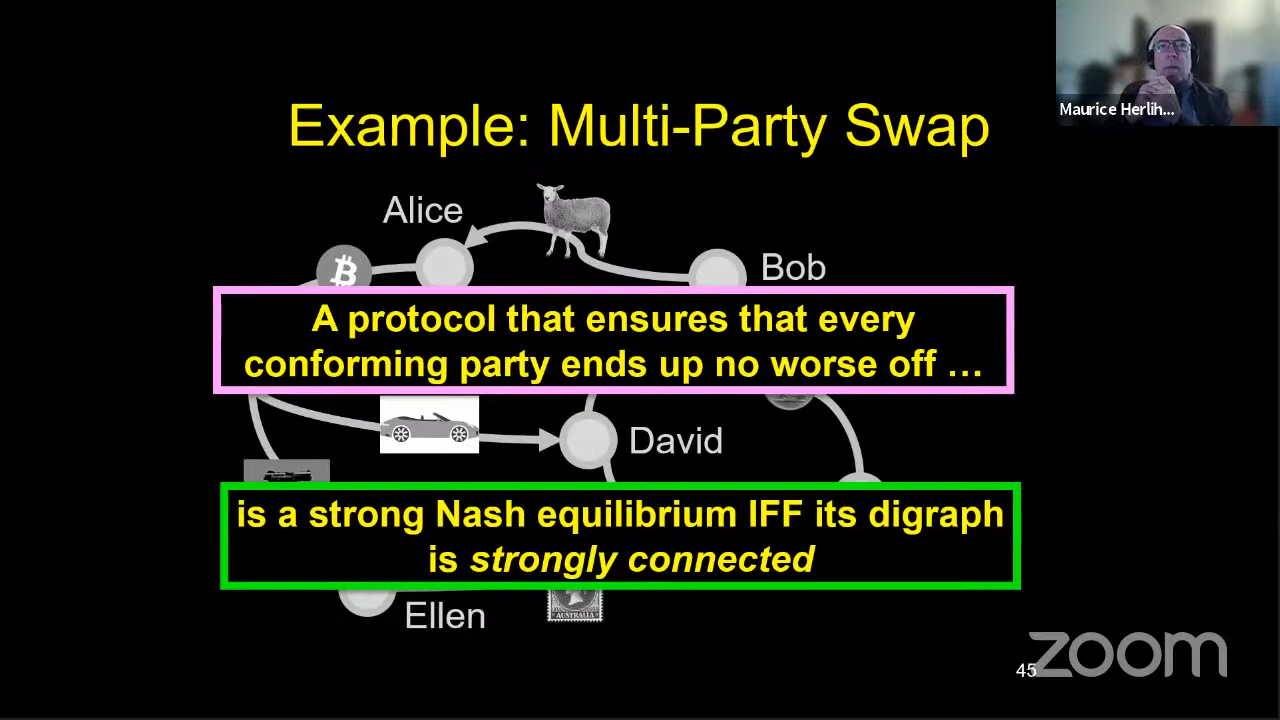 Maurice Herlih...
Example: Multi-Party Swap
Alice
Bob
A protocol that ensures that every
conforming party ends up no worse off ...
David
is a strong Nash equilibrium IFF its digraph
is strongly connected
AUSTRALIA
Ellen
45
zoom